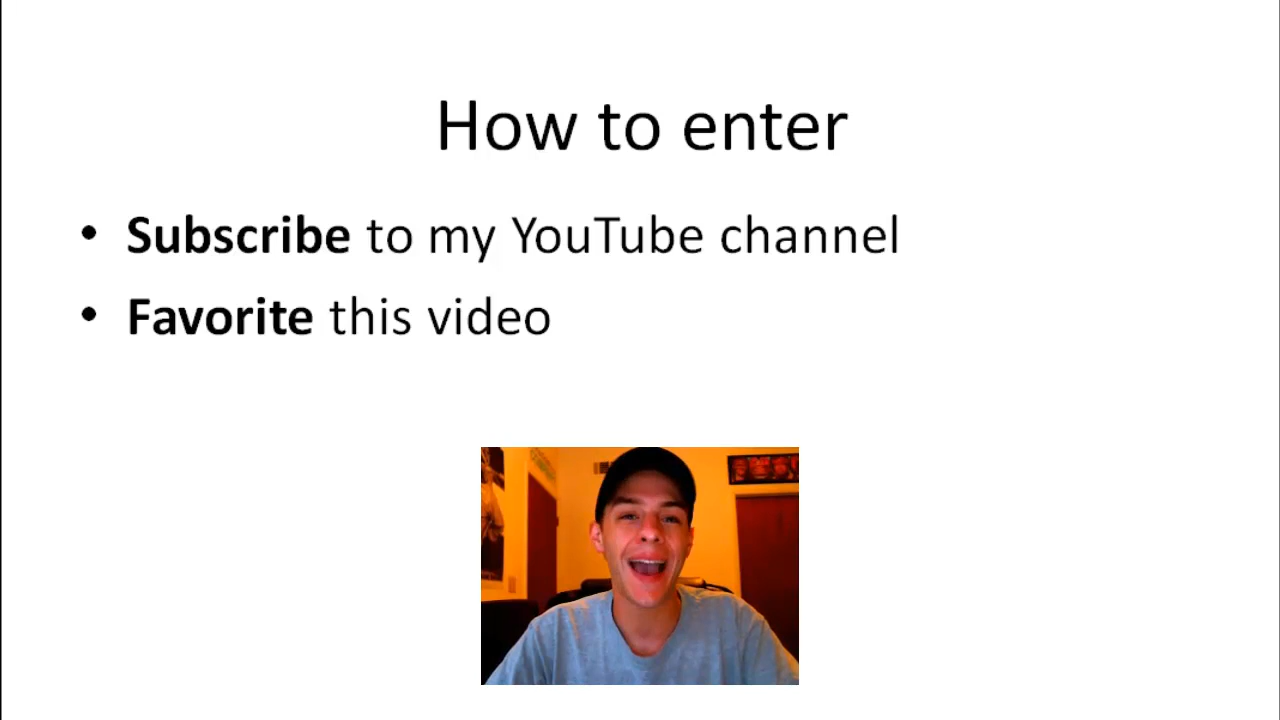 How to enter
• Subscribe to my YouTube channel
• Favorite this video